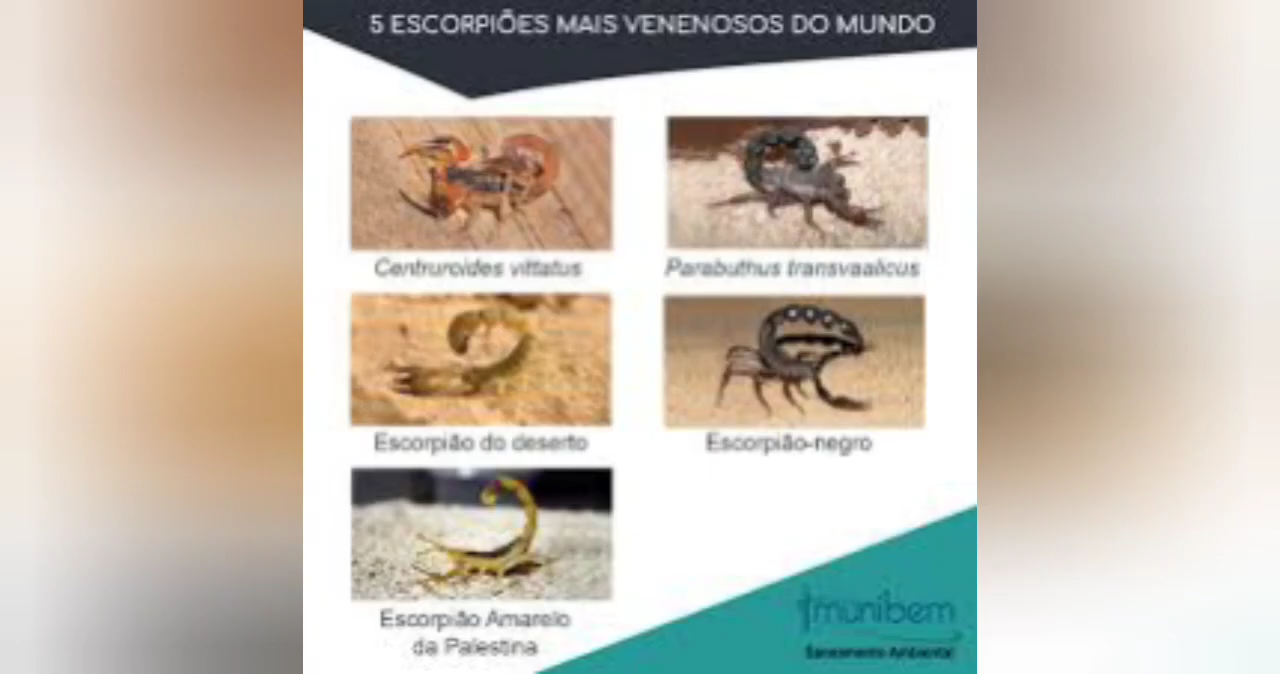 5 ESCORPIÕES MAIS VENENOSOS DO MUNDO
Centruroides vittatus
Parabuthus transvaalicus
Escorpião do deserto
Escorpião-negro
Escorpião Amarelo
da Palestina
Imunibem
Saneamento Ambiental